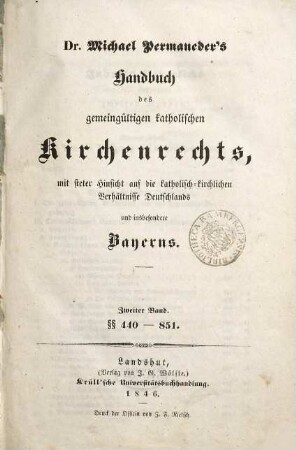 Dr. Michael Permaneder's
Handbuch
des
gemeingültigen katholischen
Kirchenrechts,
mit steter Hinsicht auf die katholisch-kirchlichen
Verhältnisse Deutschlands
und insbesondere
Bayerns.
Zweiter Band.
§§ 440 — 851.
Landshut,
(Verlag von J. G. Wölfle.)
Krüll'sche Universitätsbuchhandlung.
1846.
Druck der Officin von J. F. Rietsch.